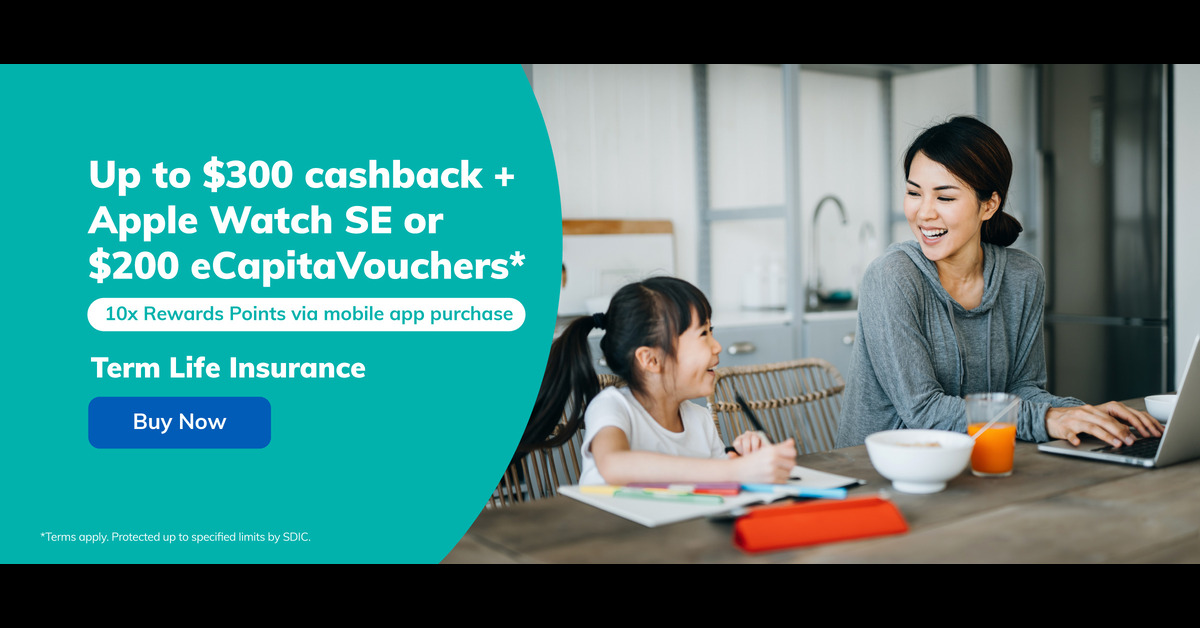 Up to $300 cashback +
Apple Watch SE or
$200 eCapitaVouchers*
10x Rewards Points via mobile app purchase
Term Life Insurance
Buy Now
*Terms apply. Protected up to specified limits by SDIC.